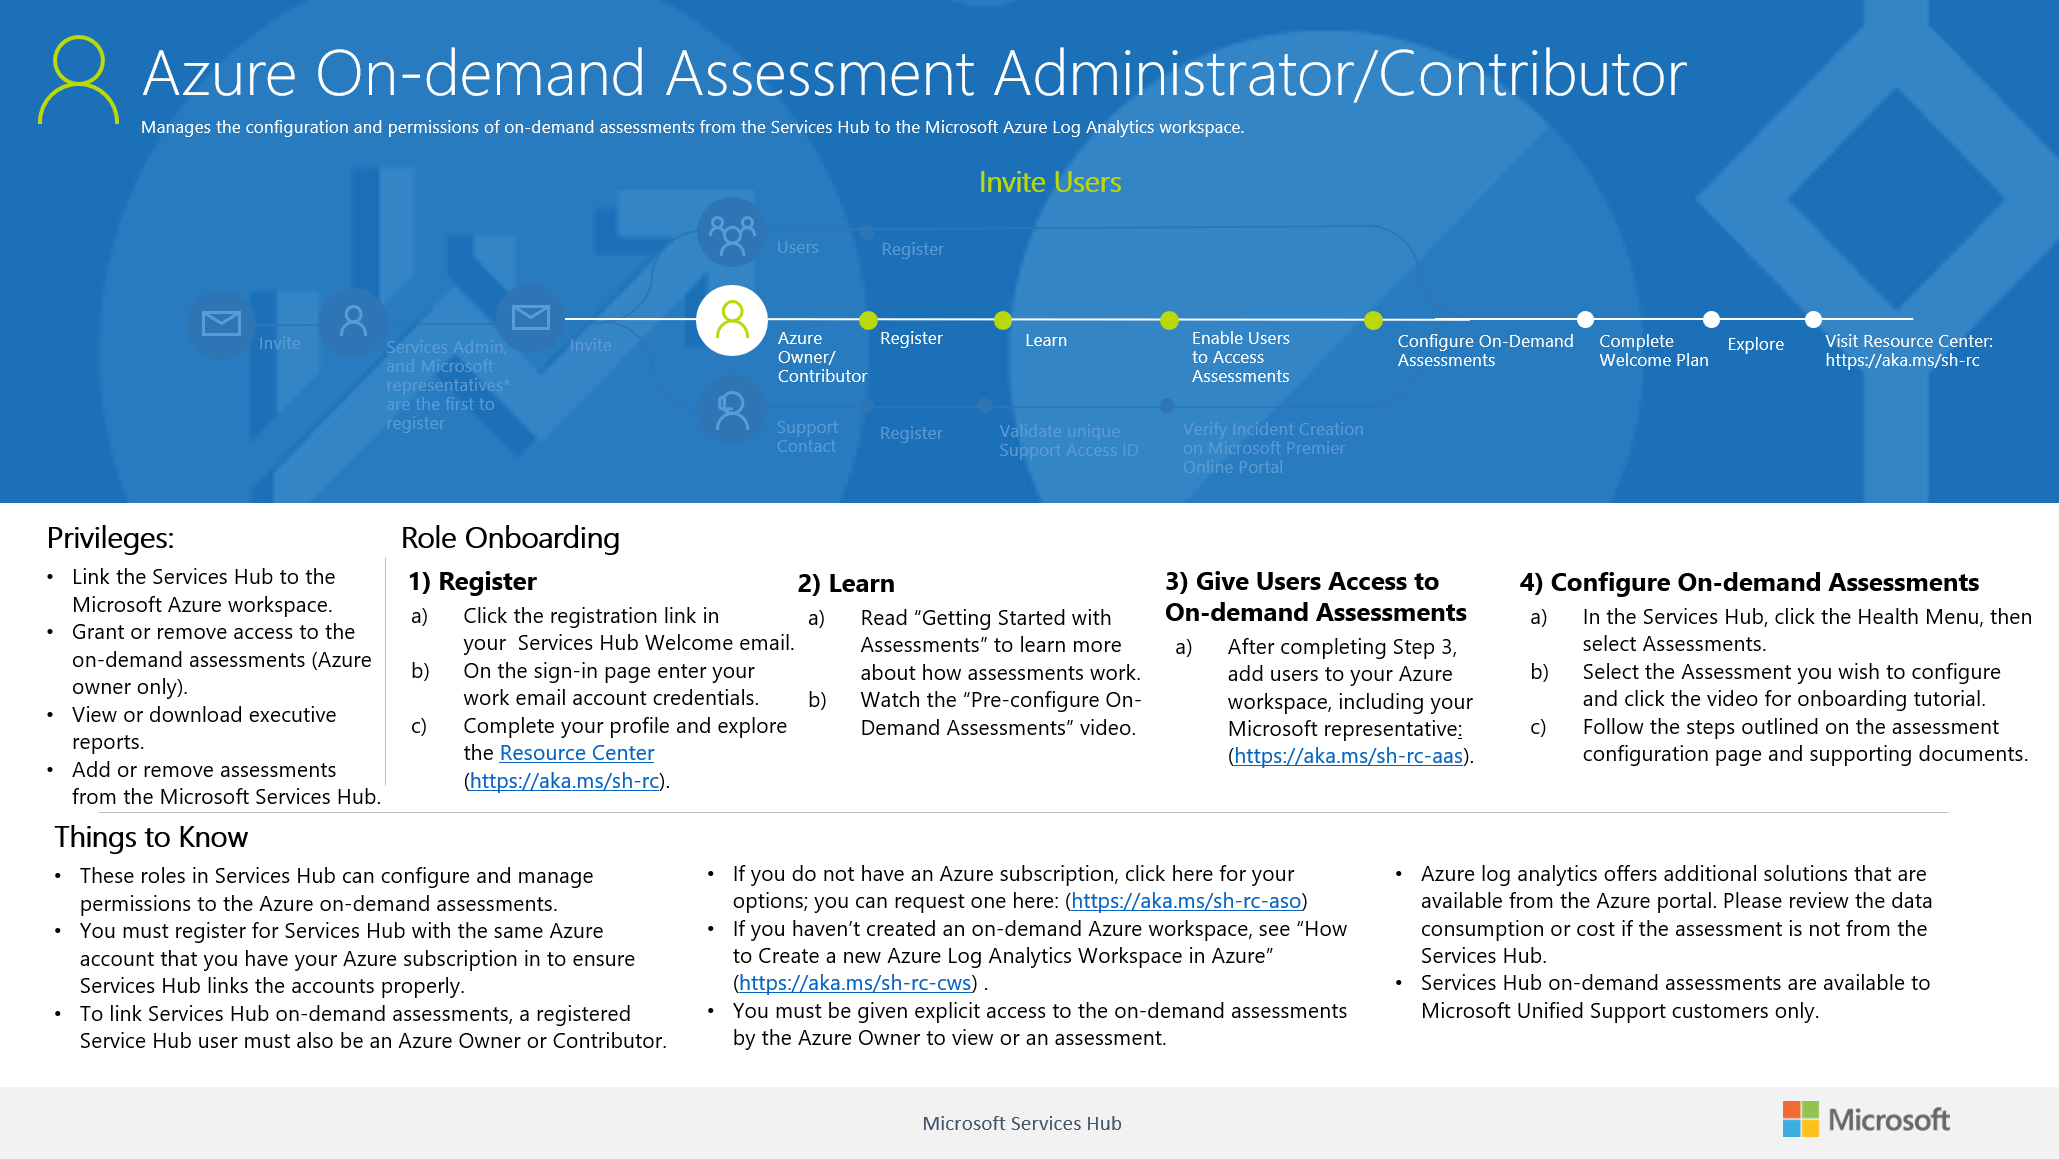 Azure On-demand Assessment Administrator/Contributor
Manages the configuration and permissions of on-demand assessments from the Services Hub to the Microsoft Azure Log Analytics workspace.
Invite Users
Users
Register
Invite
Services Admin,
and Microsoft
representatives*
are the first to
register
Invite
Azure
Owner/
Contributor
Register
Learn
Enable Users
to Access
Assessments
Configure On-Demand
Assessments
Complete
Welcome Plan
Explore
Visit Resource Center:
https://aka.ms/sh-rc
Support
Contact
Register
Validate unique
Support Access ID
Verify Incident Creation
on Microsoft Premier
Online Portal
Privileges:
• Link the Services Hub to the
Microsoft Azure workspace.
• Grant or remove access to the
on-demand assessments (Azure
owner only).
• View or download executive
reports.
• Add or remove assessments
from the Microsoft Services Hub.
Role Onboarding
1) Register
a) Click the registration link in
your  Services Hub Welcome email.
b) On the sign-in page enter your
work email account credentials.
c) Complete your profile and explore
the Resource Center
(https://aka.ms/sh-rc).
2) Learn
a) Read “Getting Started with
Assessments” to learn more
about how assessments work.
b) Watch the “Pre-configure On-
Demand Assessments” video.
3) Give Users Access to
On-demand Assessments
a) After completing Step 3,
add users to your Azure
workspace, including your
Microsoft representative:
(https://aka.ms/sh-rc-aas).
4) Configure On-demand Assessments
a) In the Services Hub, click the Health Menu, then
select Assessments.
b) Select the Assessment you wish to configure
and click the video for onboarding tutorial.
c) Follow the steps outlined on the assessment
configuration page and supporting documents.
Things to Know
• These roles in Services Hub can configure and manage
permissions to the Azure on-demand assessments.
• You must register for Services Hub with the same Azure
account that you have your Azure subscription in to ensure
Services Hub links the accounts properly.
• To link Services Hub on-demand assessments, a registered
Service Hub user must also be an Azure Owner or Contributor.
• If you do not have an Azure subscription, click here for your
options; you can request one here: (https://aka.ms/sh-rc-aso)
• If you haven’t created an on-demand Azure workspace, see “How
to Create a new Azure Log Analytics Workspace in Azure”
(https://aka.ms/sh-rc-cws) .
• You must be given explicit access to the on-demand assessments
by the Azure Owner to view or an assessment.
• Azure log analytics offers additional solutions that are
available from the Azure portal. Please review the data
consumption or cost if the assessment is not from the
Services Hub.
• Services Hub on-demand assessments are available to
Microsoft Unified Support customers only.
Microsoft Services Hub
Microsoft